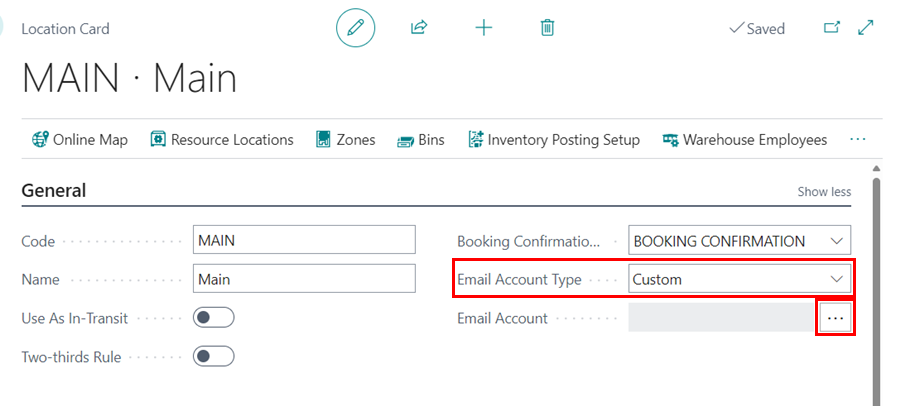 Location Card
Saved
MAIN · Main
Online Map Resource Locations Zones Bins Inventory Posting Setup Warehouse Employees ...
General
Show less
Code MAIN
Booking Confirmatio... BOOKING CONFIRMATION
Name Main
Email Account Type Custom
Use As In-Transit
Email Account ...
Two-thirds Rule